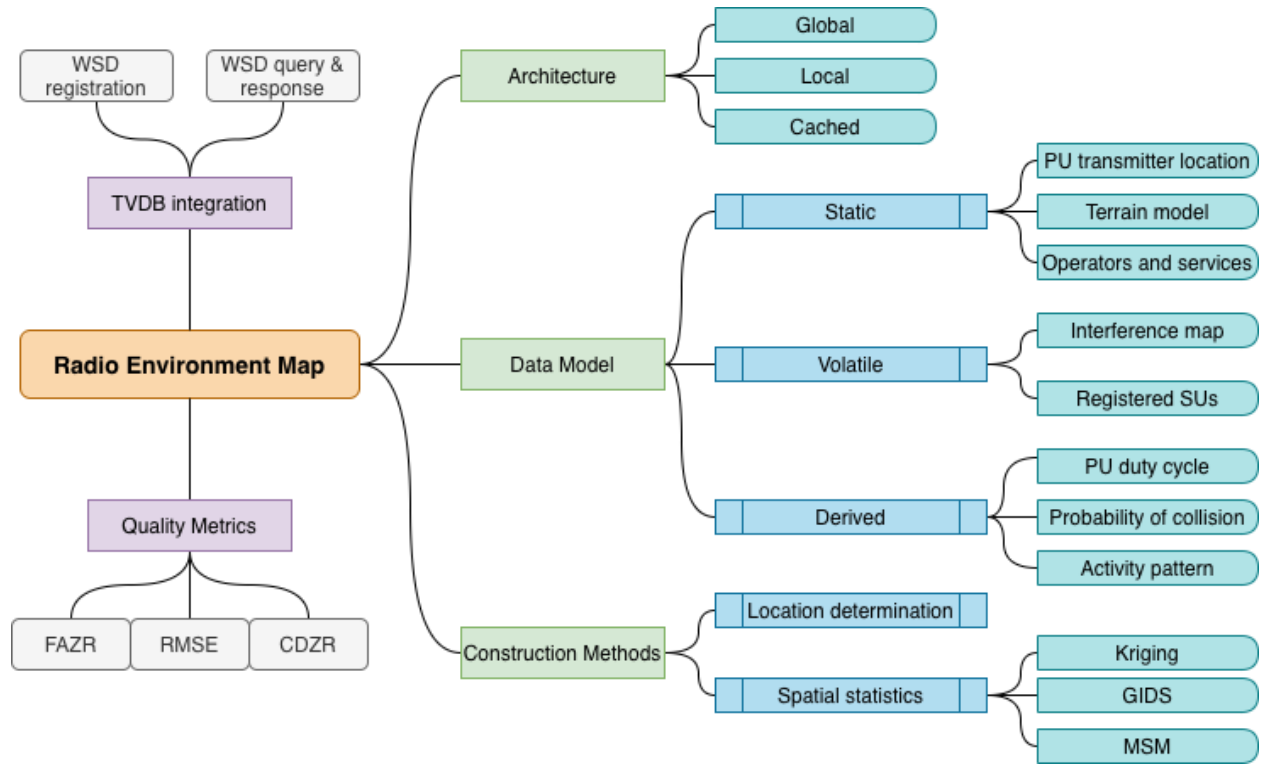 WSD
registration
WSD query &
response
TVDB integration
Radio Environment Map
Quality Metrics
FAZR
RMSE
CDZR
Architecture
Global
Local
Cached
Data Model
Static
PU transmitter location
Terrain model
Operators and services
Volatile
Interference map
Registered SUs
Derived
PU duty cycle
Probability of collision
Activity pattern
Construction Methods
Location determination
Spatial statistics
Kriging
GIDS
MSM